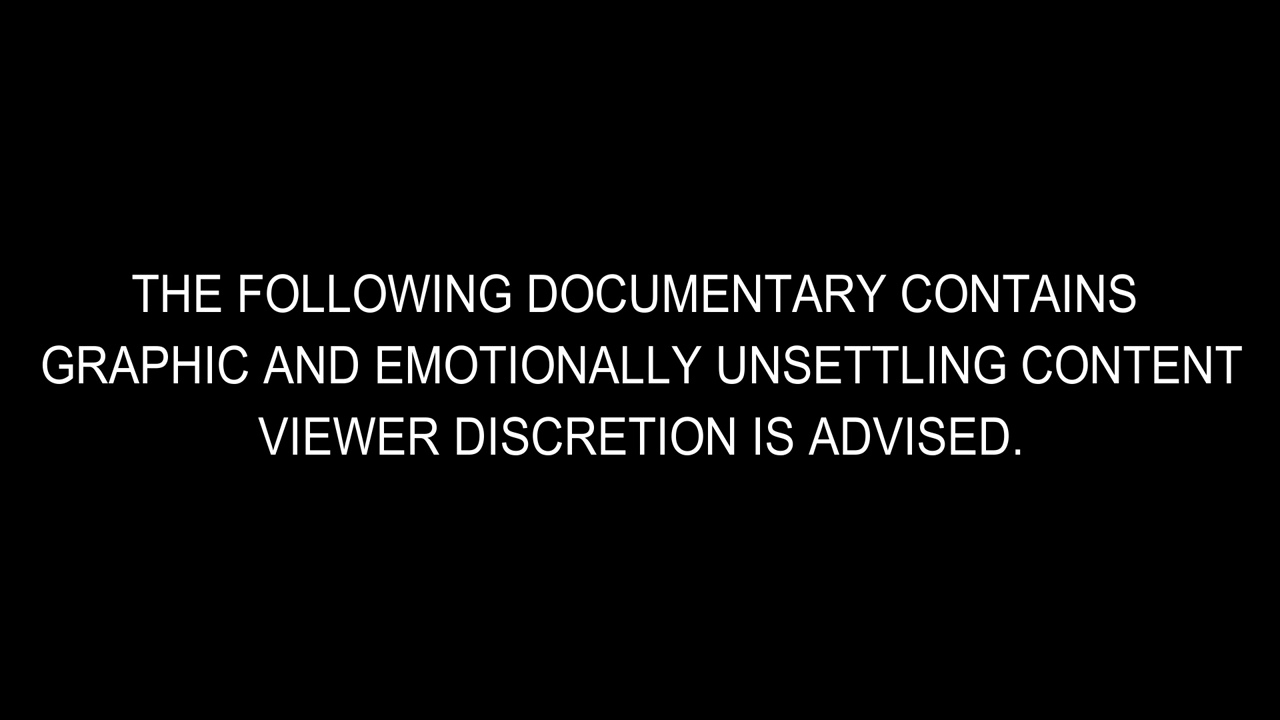 THE FOLLOWING DOCUMENTARY CONTAINS
GRAPHIC AND EMOTIONALLY UNSETTLING CONTENT
VIEWER DISCRETION IS ADVISED.